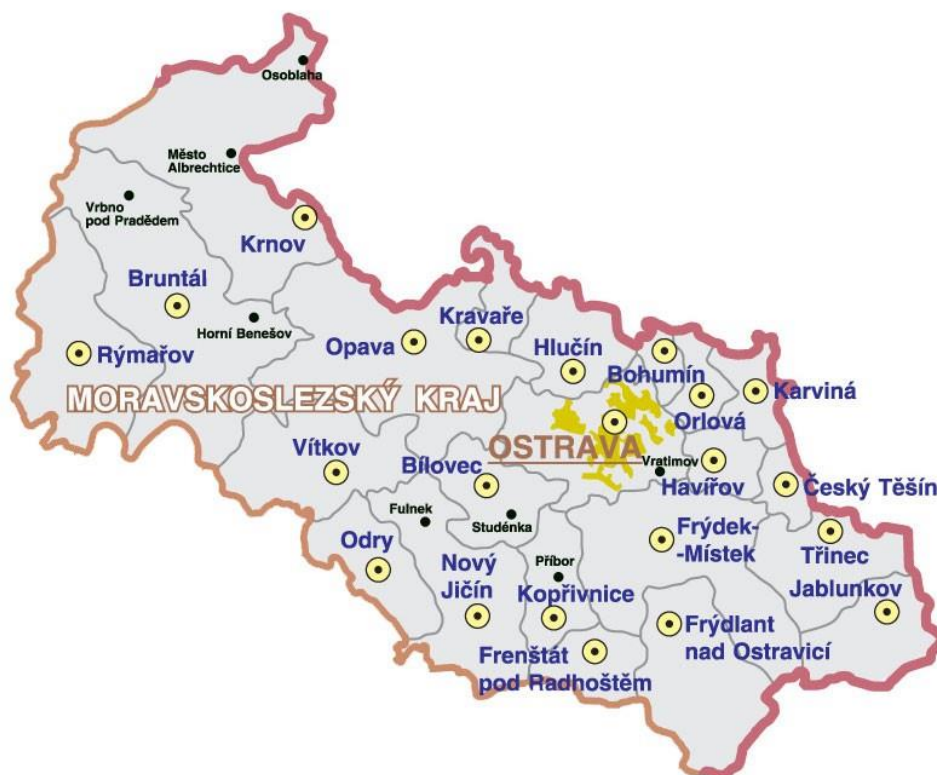 Osoblaha
Město
Albrechtice
Vrbno
pod Pradědem
Krnov
Bruntál
Horní Benešov
Kravaře
Opava
Hlučín
Rýmařov
Bohumín
Karviná
MORAVSKOSLEZSKÝ KRAJ
Orlová
OSTRAVA
Vítkov
Bílovec
Vratimov
Havířov
Český Těšín
Fulnek
Studénka
Odry
Frýdek-
-Místek
Třinec
Nový
Jičín
Příbor
Kopřivnice
Jablunkov
Frýdlant
nad Ostravicí
Frenštát
pod Radhoštěm